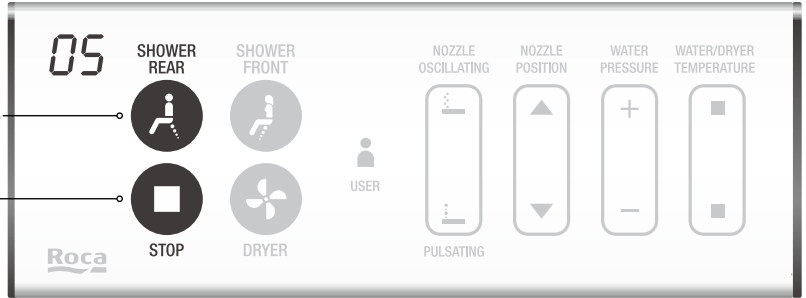 05
SHOWER
REAR
SHOWER
FRONT
NOZZLE
OSCILLATING
NOZZLE
POSITION
WATER
PRESSURE
WATER/DRYER
TEMPERATURE
+
USER
−
STOP
DRYER
PULSATING
Roca